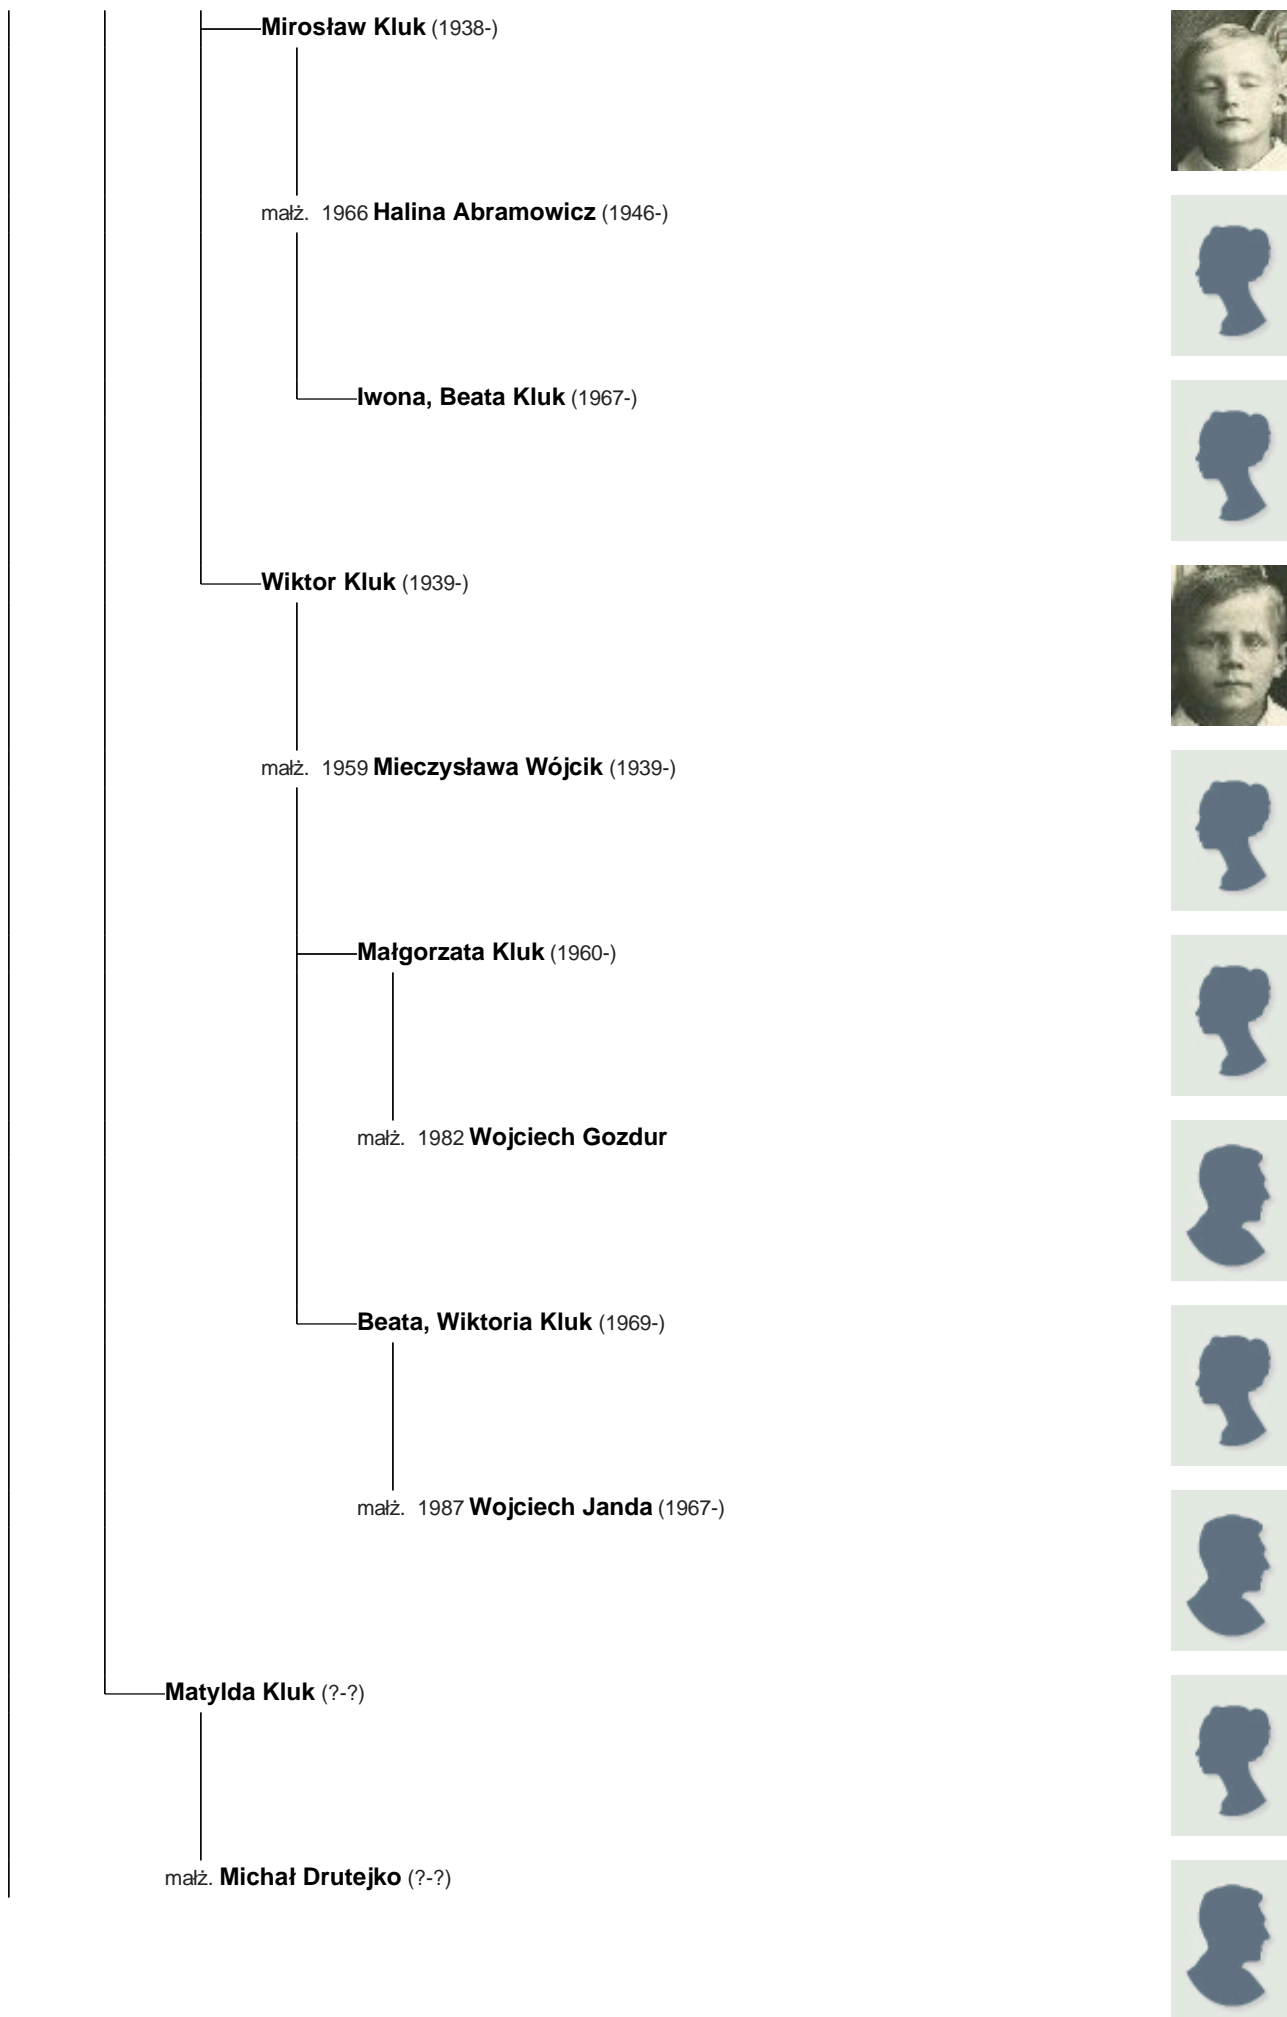 Mirosław Kluk (1938-)
małż. 1966 Halina Abramowicz (1946-)
Iwona, Beata Kluk (1967-)
Wiktor Kluk (1939-)
małż. 1959 Mieczysława Wójcik (1939-)
Małgorzata Kluk (1960-)
małż. 1982 Wojciech Gozdur
Beata, Wiktoria Kluk (1969-)
małż. 1987 Wojciech Janda (1967-)
Matylda Kluk (?-?)
małż. Michał Drutejko (?-?)